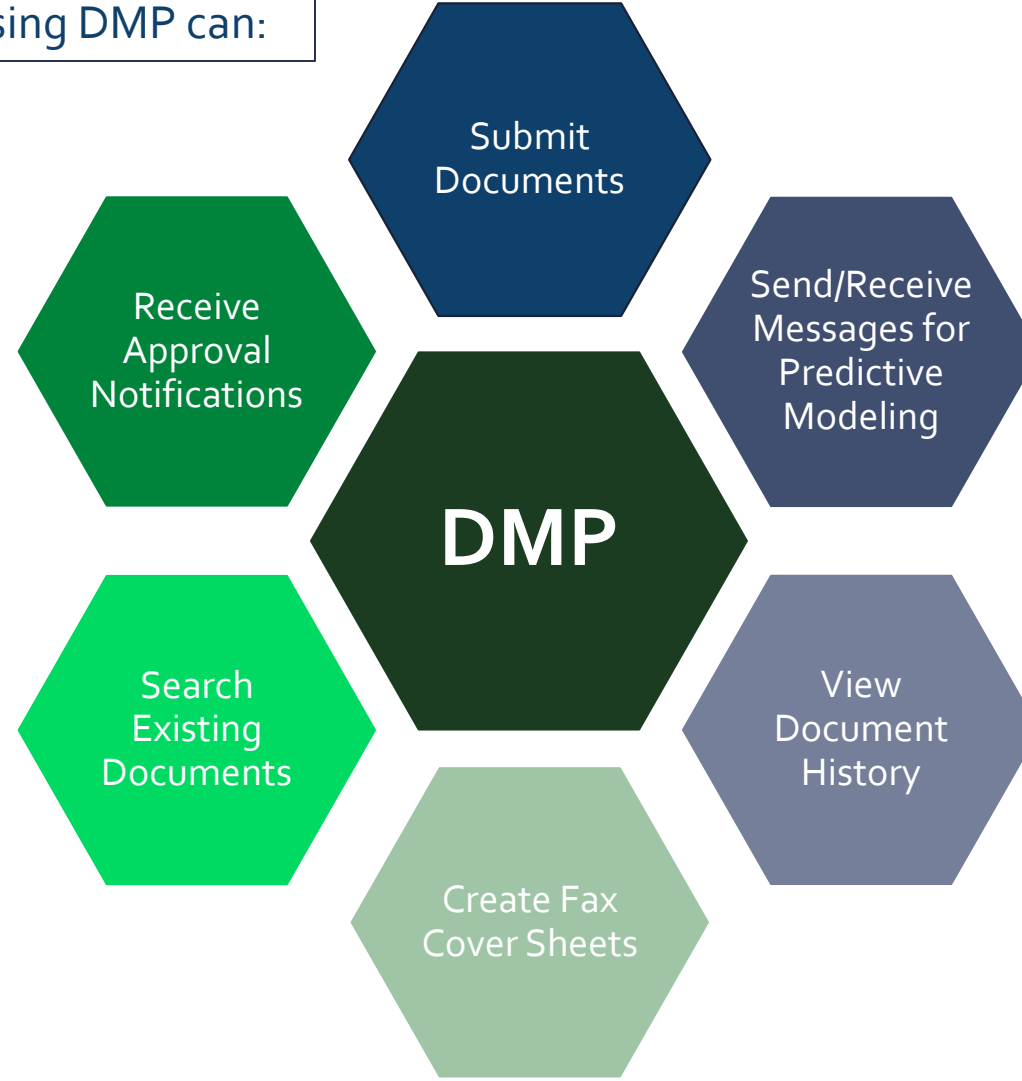 DMP can:
Submit
Documents
Send/Receive
Messages for
Predictive
Modeling
View
Document
History
Create Fax
Cover Sheets
Search
Existing
Documents
Receive
Approval
Notifications
DMP